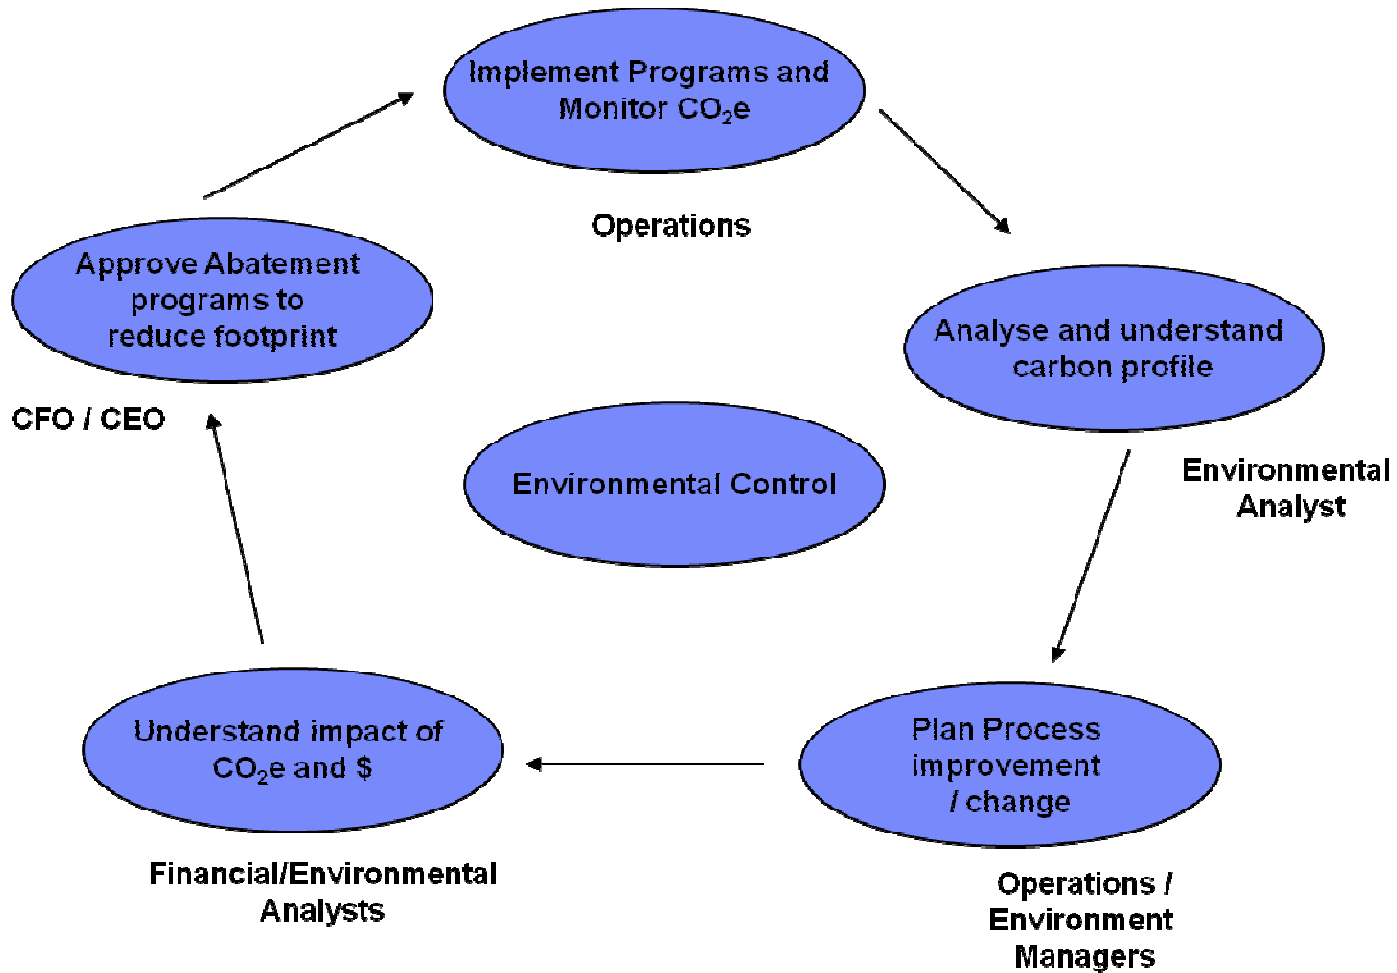 Implement Programs and
Monitor CO₂e
Operations
Approve Abatement
programs to
reduce footprint
CFO / CEO
Analyse and understand
carbon profile
Environmental
Analyst
Environmental Control
Understand impact of
CO₂e and $
Financial/Environmental
Analysts
Plan Process
improvement
/ change
Operations /
Environment
Managers